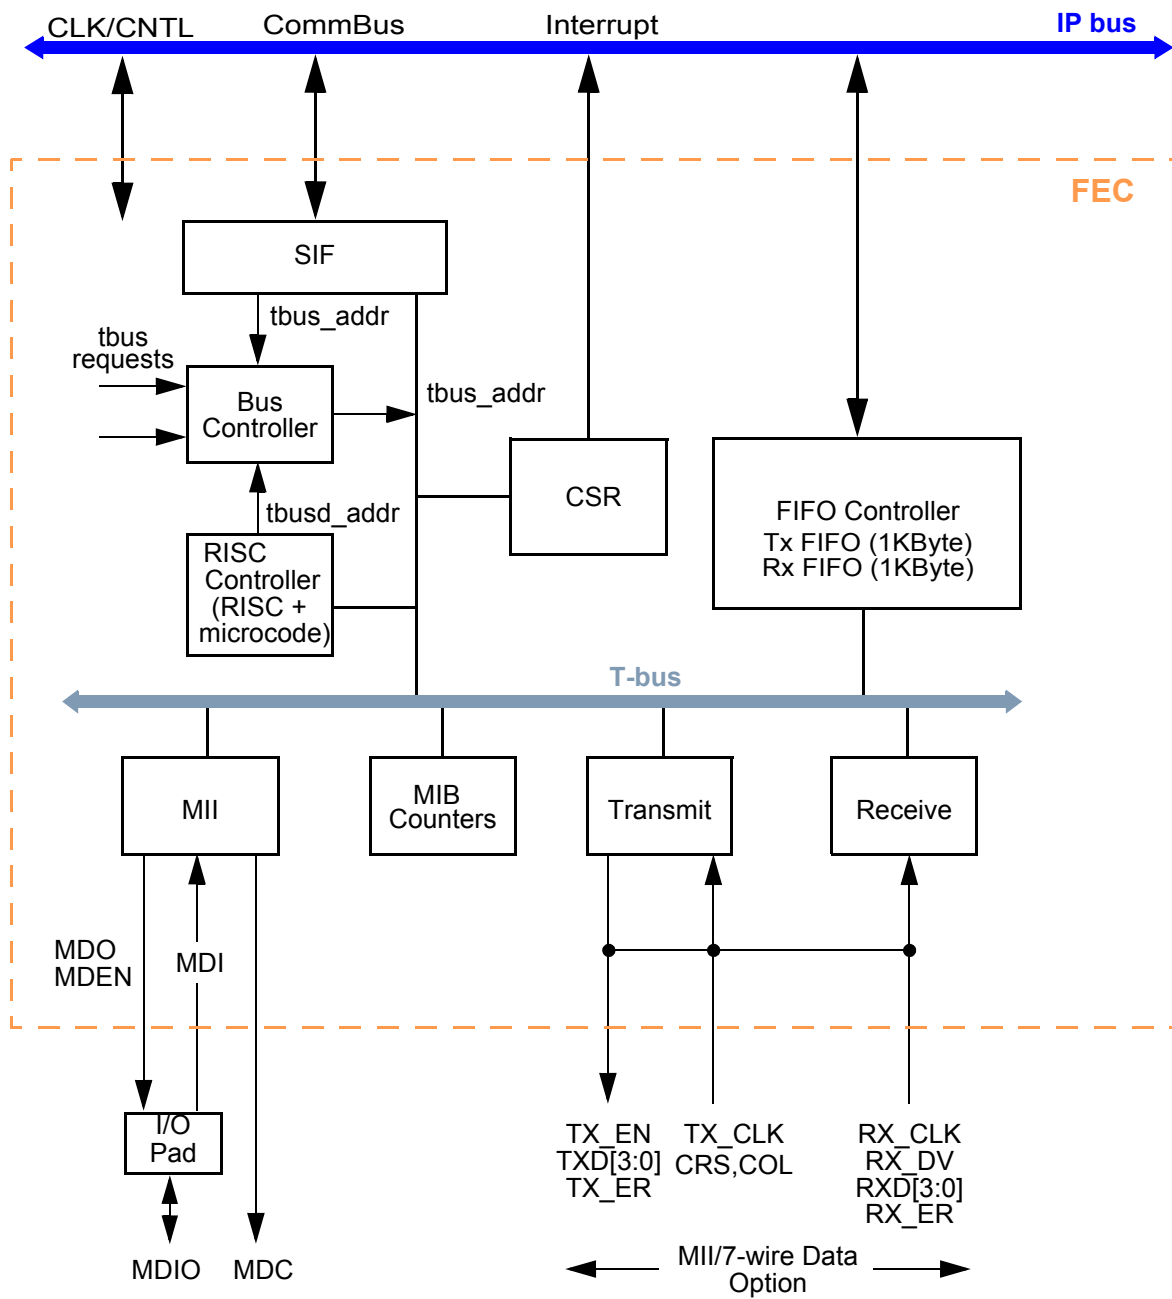 CLK/CNTL
CommBus
Interrupt
IP bus
FEC
SIF
tbus_addr
tbus
requests
Bus
Controller
tbus_addr
CSR
tbusd_addr
RISC
Controller
(RISC +
microcode)
FIFO Controller
Tx FIFO (1KByte)
Rx FIFO (1KByte)
T-bus
MII
MIB
Counters
Transmit
Receive
MDO
MDEN
MDI
I/O
Pad
MDIO
MDC
TX_EN
TXD[3:0]
TX_ER
TX_CLK
CRS,COL
RX_CLK
RX_DV
RXD[3:0]
RX_ER
MII/7-wire Data
Option